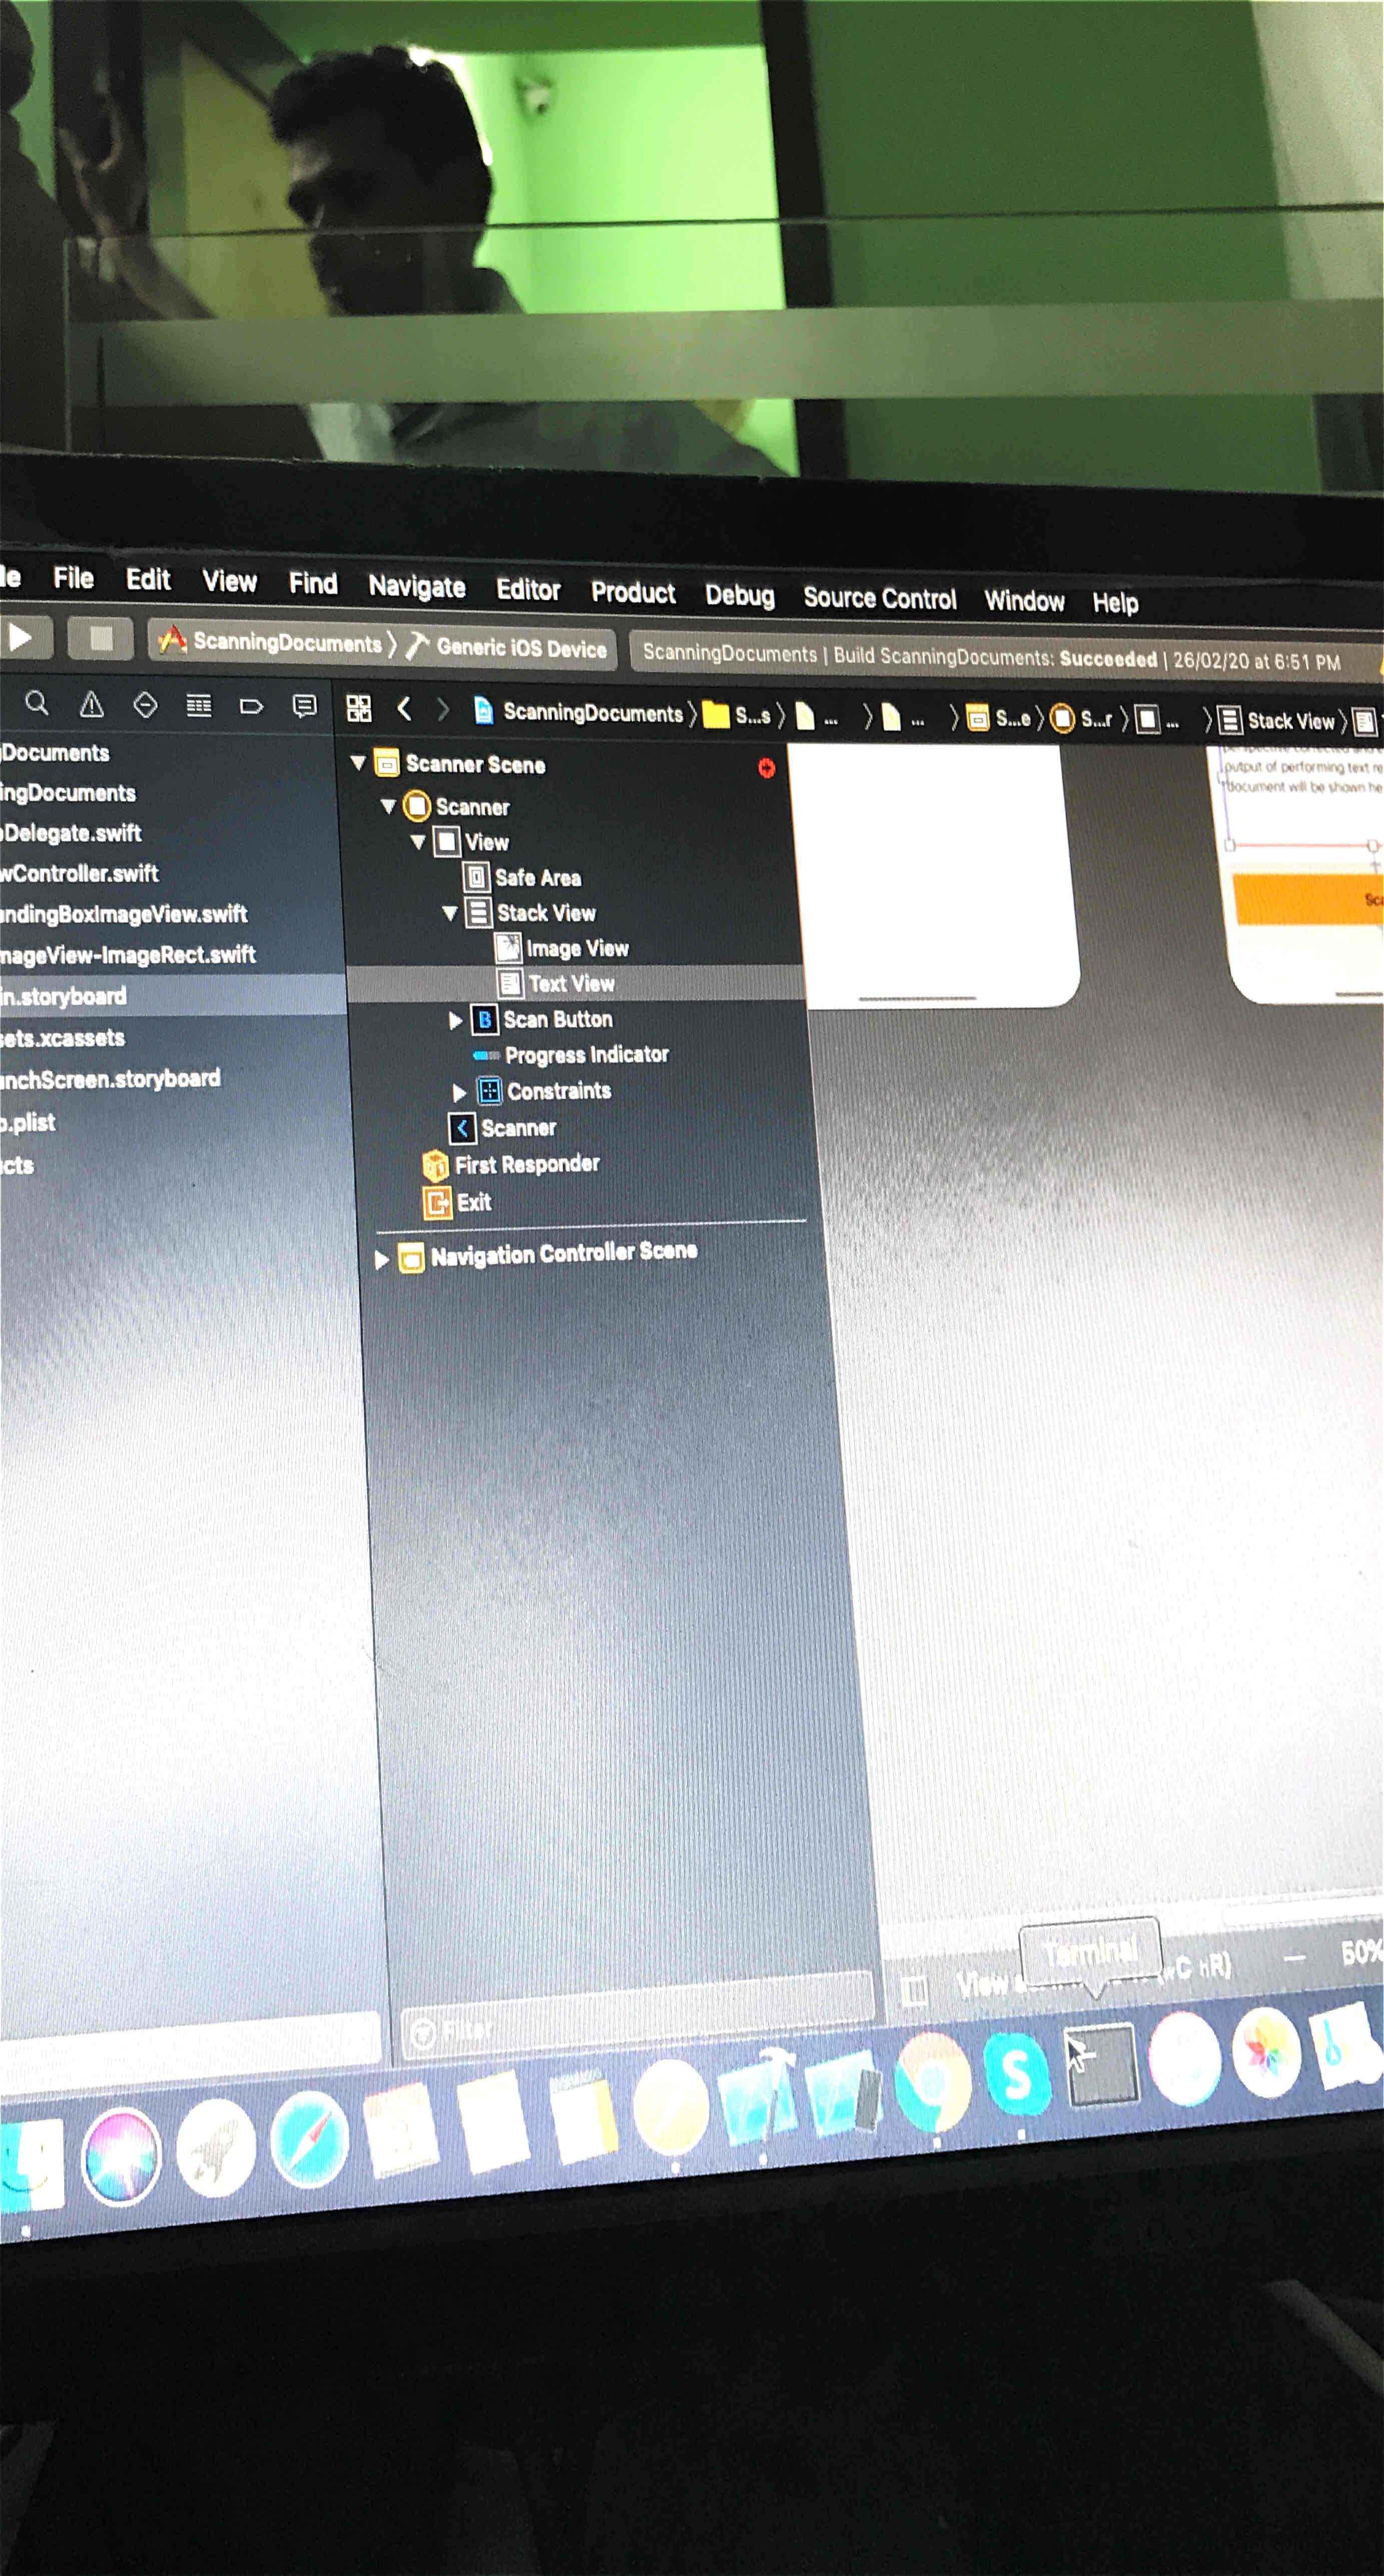 le File Edit View Find Navigate Editor Product Debug Source Control Window Help
ScanningDocuments Generic iOS Device ScanningDocuments | Build ScanningDocuments: Succeeded | 26/02/20 at 6:51 PM
ScanningDocuments S...s ... ... S...e S...r ... Stack View
Documents
ingDocuments
Delegate.swift
wController.swift
undingBoxImageView.swift
mageView-ImageRect.swift
in.storyboard
sets.xcassets
unchScreen.storyboard
o.plist
cts
Scanner Scene
Scanner
View
Safe Area
Stack View
Image View
Text View
B Scan Button
Progress Indicator
Constraints
Scanner
First Responder
Exit
Navigation Controller Scene
output of performing text re
document will be shown he
Sca
Terminal
View a wC hR) — 50%
Filter
S